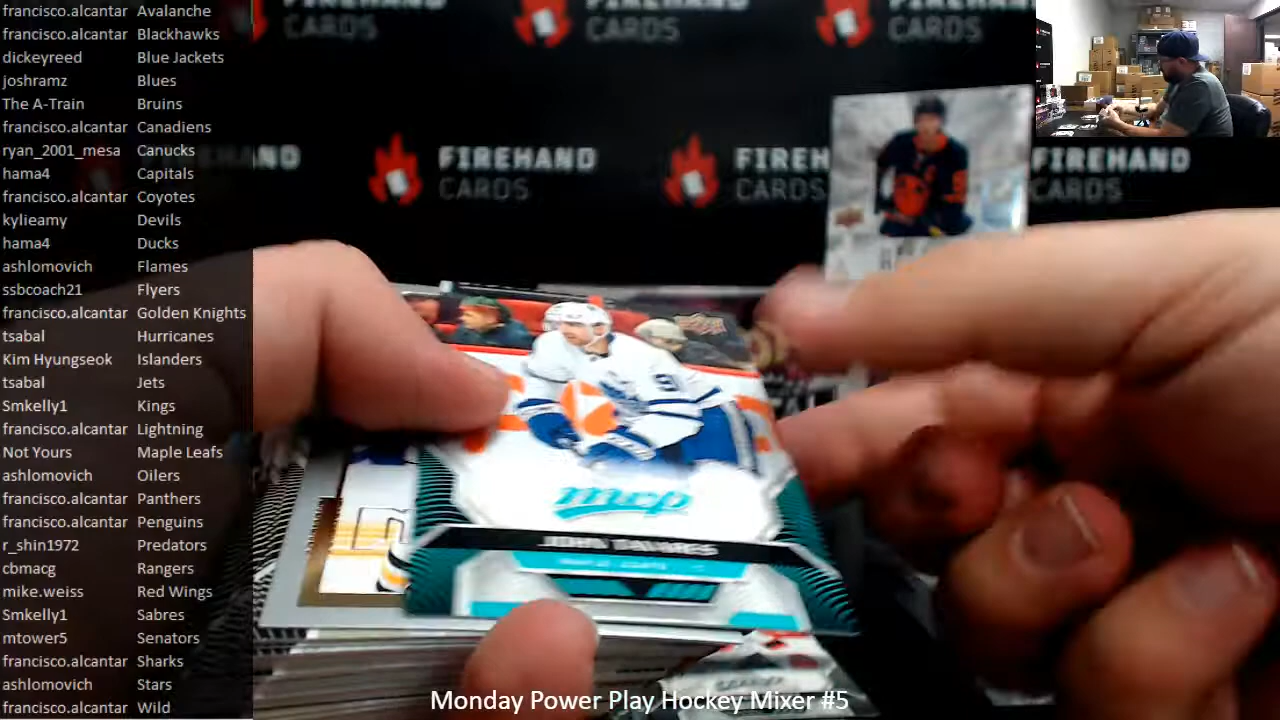 francisco.alcantar Avalanche
francisco.alcantar Blackhawks
dickeyreed Blue Jackets
joshramz Blues
The A-Train Bruins
francisco.alcantar Canadiens
ryan_2001_mesa Canucks
hama4 Capitals
francisco.alcantar Coyotes
kylieamy Devils
hama4 Ducks
ashlomovich Flames
ssbcoach21 Flyers
francisco.alcantar Golden Knights
tsabal Hurricanes
Kim Hyungseok Islanders
tsabal Jets
Smkelly1 Kings
francisco.alcantar Lightning
Not Yours Maple Leafs
ashlomovich Oilers
francisco.alcantar Panthers
francisco.alcantar Penguins
r_shin1972 Predators
cbmacg Rangers
mike.weiss Red Wings
Smkelly1 Sabres
mtower5 Senators
francisco.alcantar Sharks
ashlomovich Stars
francisco.alcantar Wild
CARDS
CARDS
CARDS
FIREHAND
CARDS
FIREH
CARDS
FIREHAND
CARDS
mvp
JOHN TAVARES
Monday Power Play Hockey Mixer #5